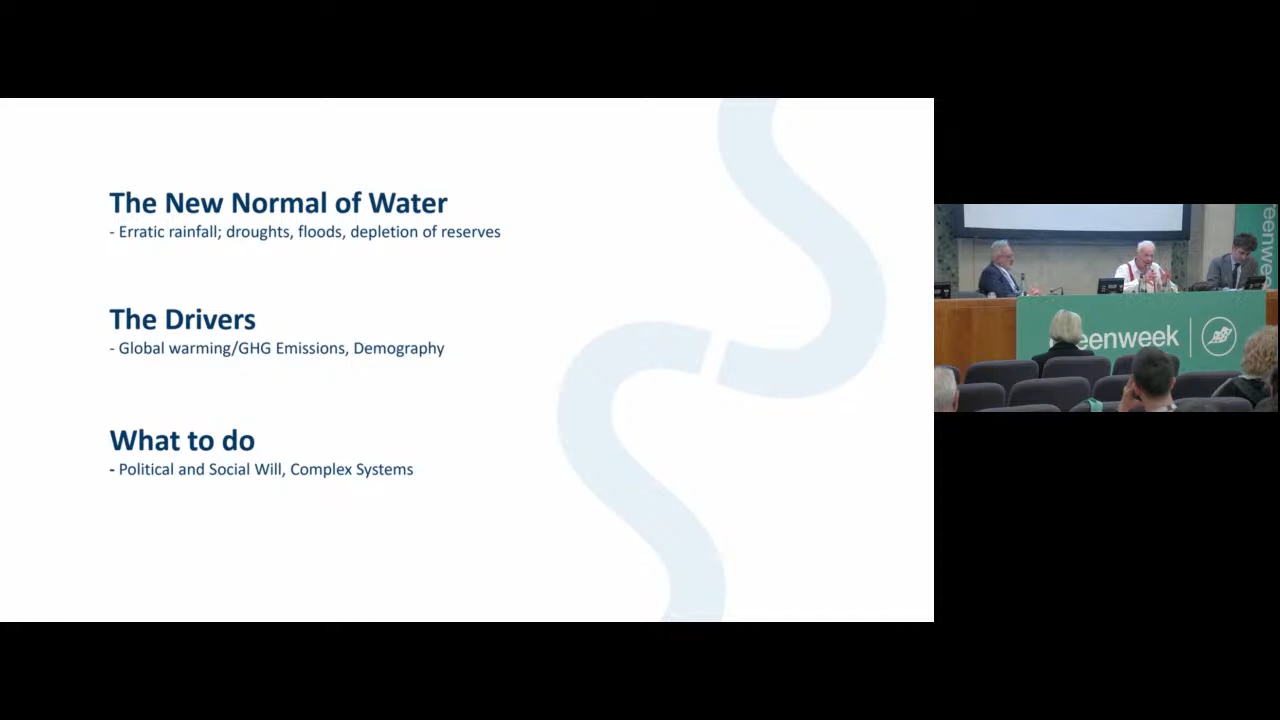 The New Normal of Water
- Erratic rainfall; droughts, floods, depletion of reserves
The Drivers
- Global warming/GHG Emissions, Demography
What to do
- Political and Social Will, Complex Systems
eenwee
eenweek